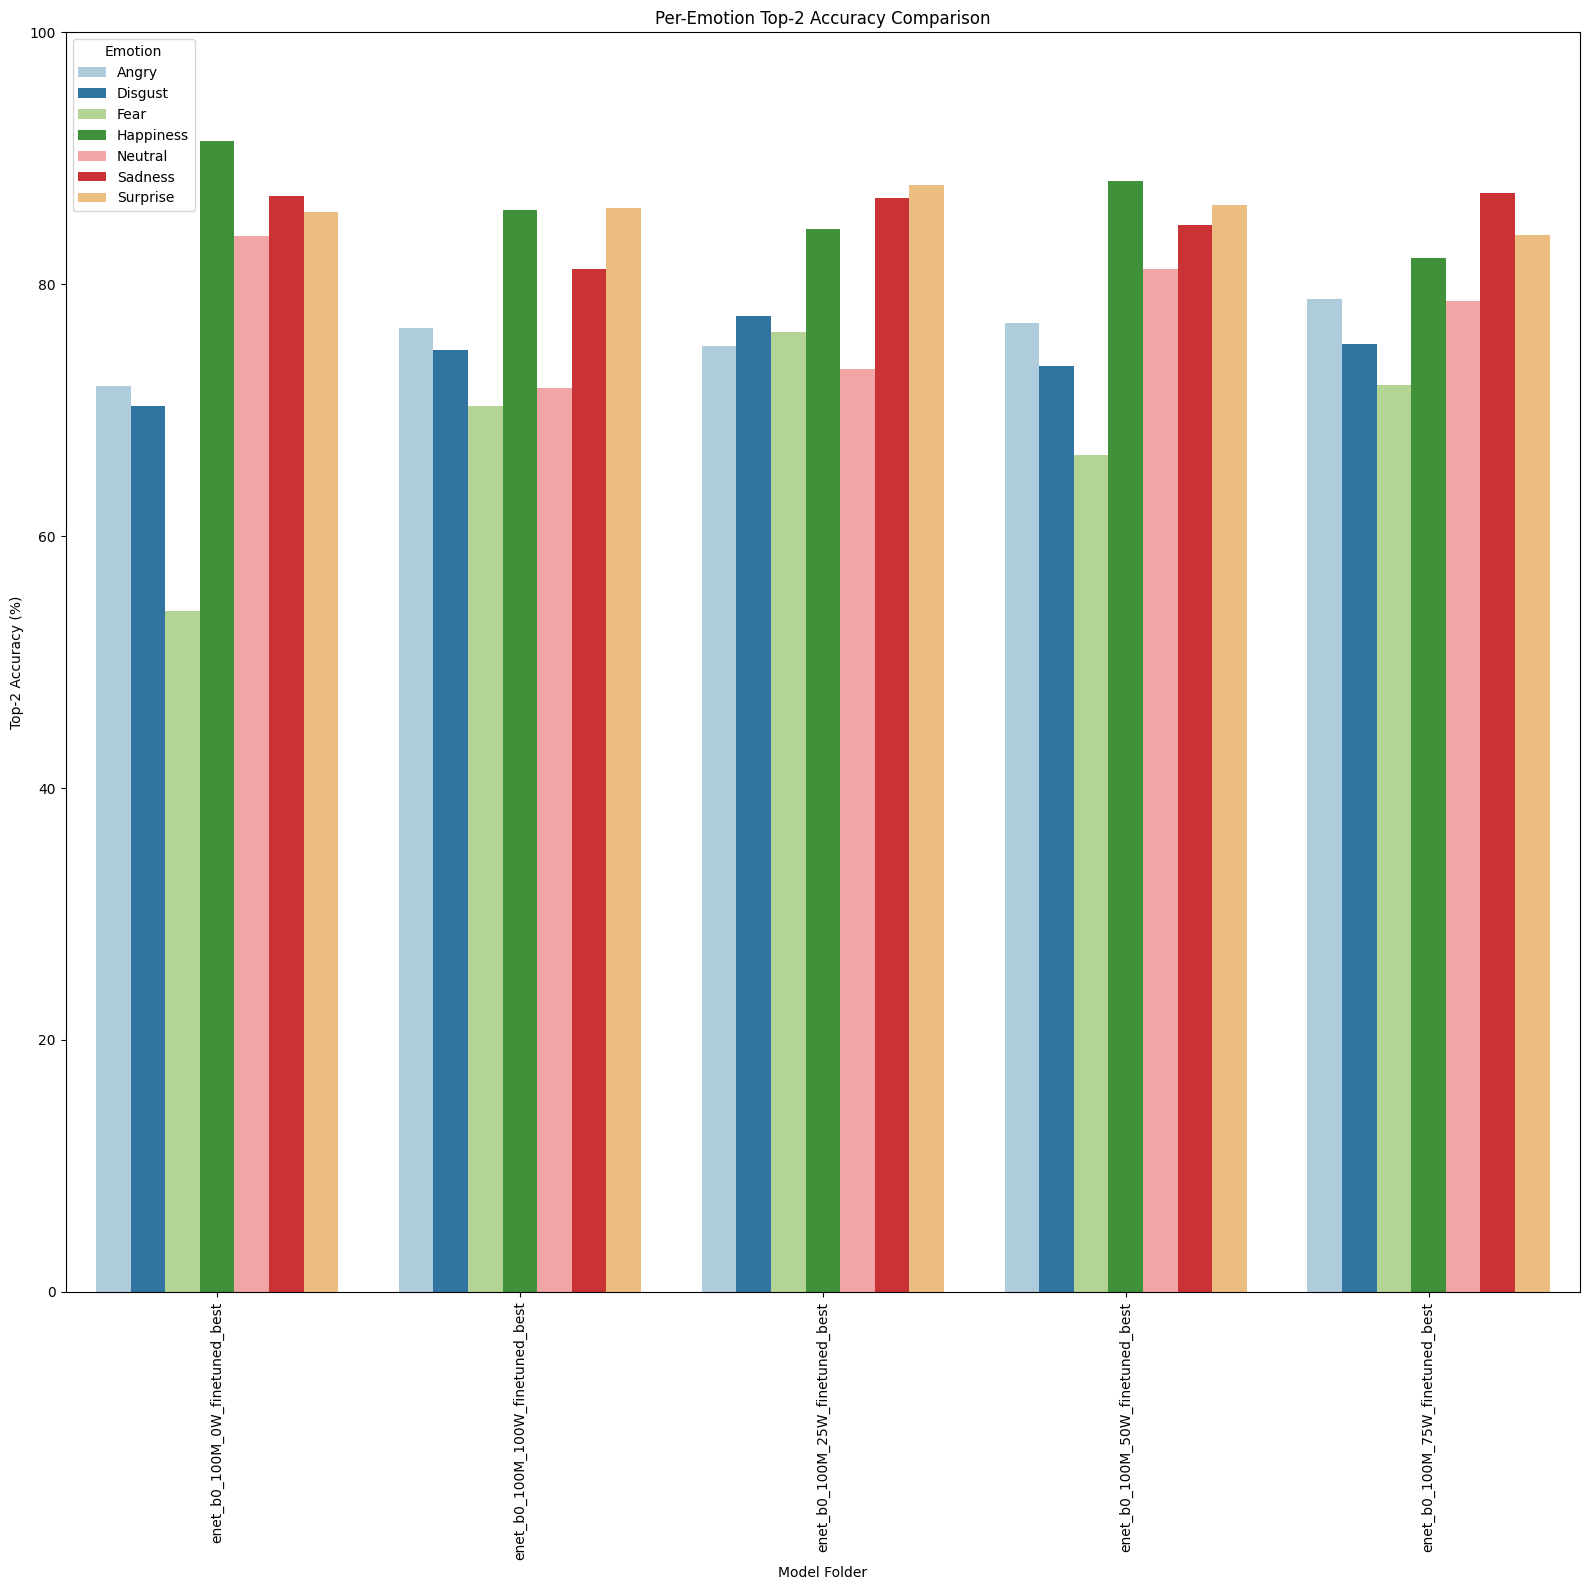 Per-Emotion Top-2 Accuracy Comparison
Emotion
Angry
Disgust
Fear
Happiness
Neutral
Sadness
Surprise
Top-2 Accuracy (%)
100
80
60
40
20
0
enet_b0_100M_0W_finetuned_best
enet_b0_100M_100W_finetuned_best
enet_b0_100M_25W_finetuned_best
enet_b0_100M_50W_finetuned_best
enet_b0_100M_75W_finetuned_best
Model Folder